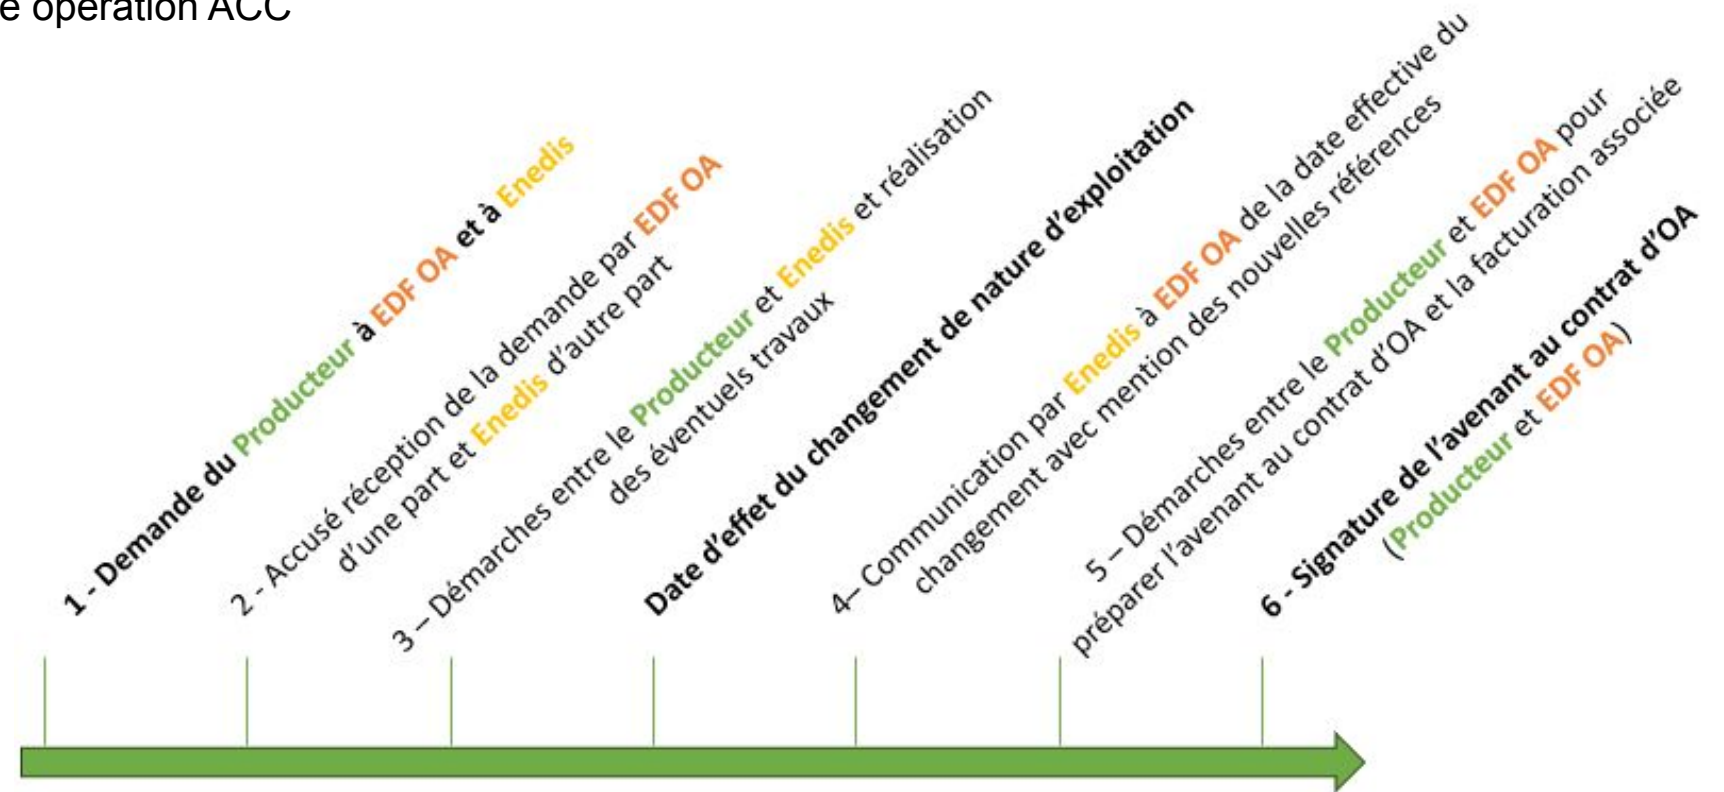 e opération ACC
1 - Demande du Producteur à EDF OA et à Enedis
2 - Accusé réception de la demande par EDF OA
d'une part et Enedis d'autre part
3 – Démarches entre le Producteur et Enedis et réalisation
des éventuels travaux
Date d'effet du changement de nature d'exploitation
4– Communication par Enedis à EDF OA de la date effective du
changement avec mention des nouvelles références
5 – Démarches entre le Producteur et EDF OA pour
préparer l'avenant au contrat d'OA et la facturation associée
6 - Signature de l'avenant au contrat d'OA
(Producteur et EDF OA)